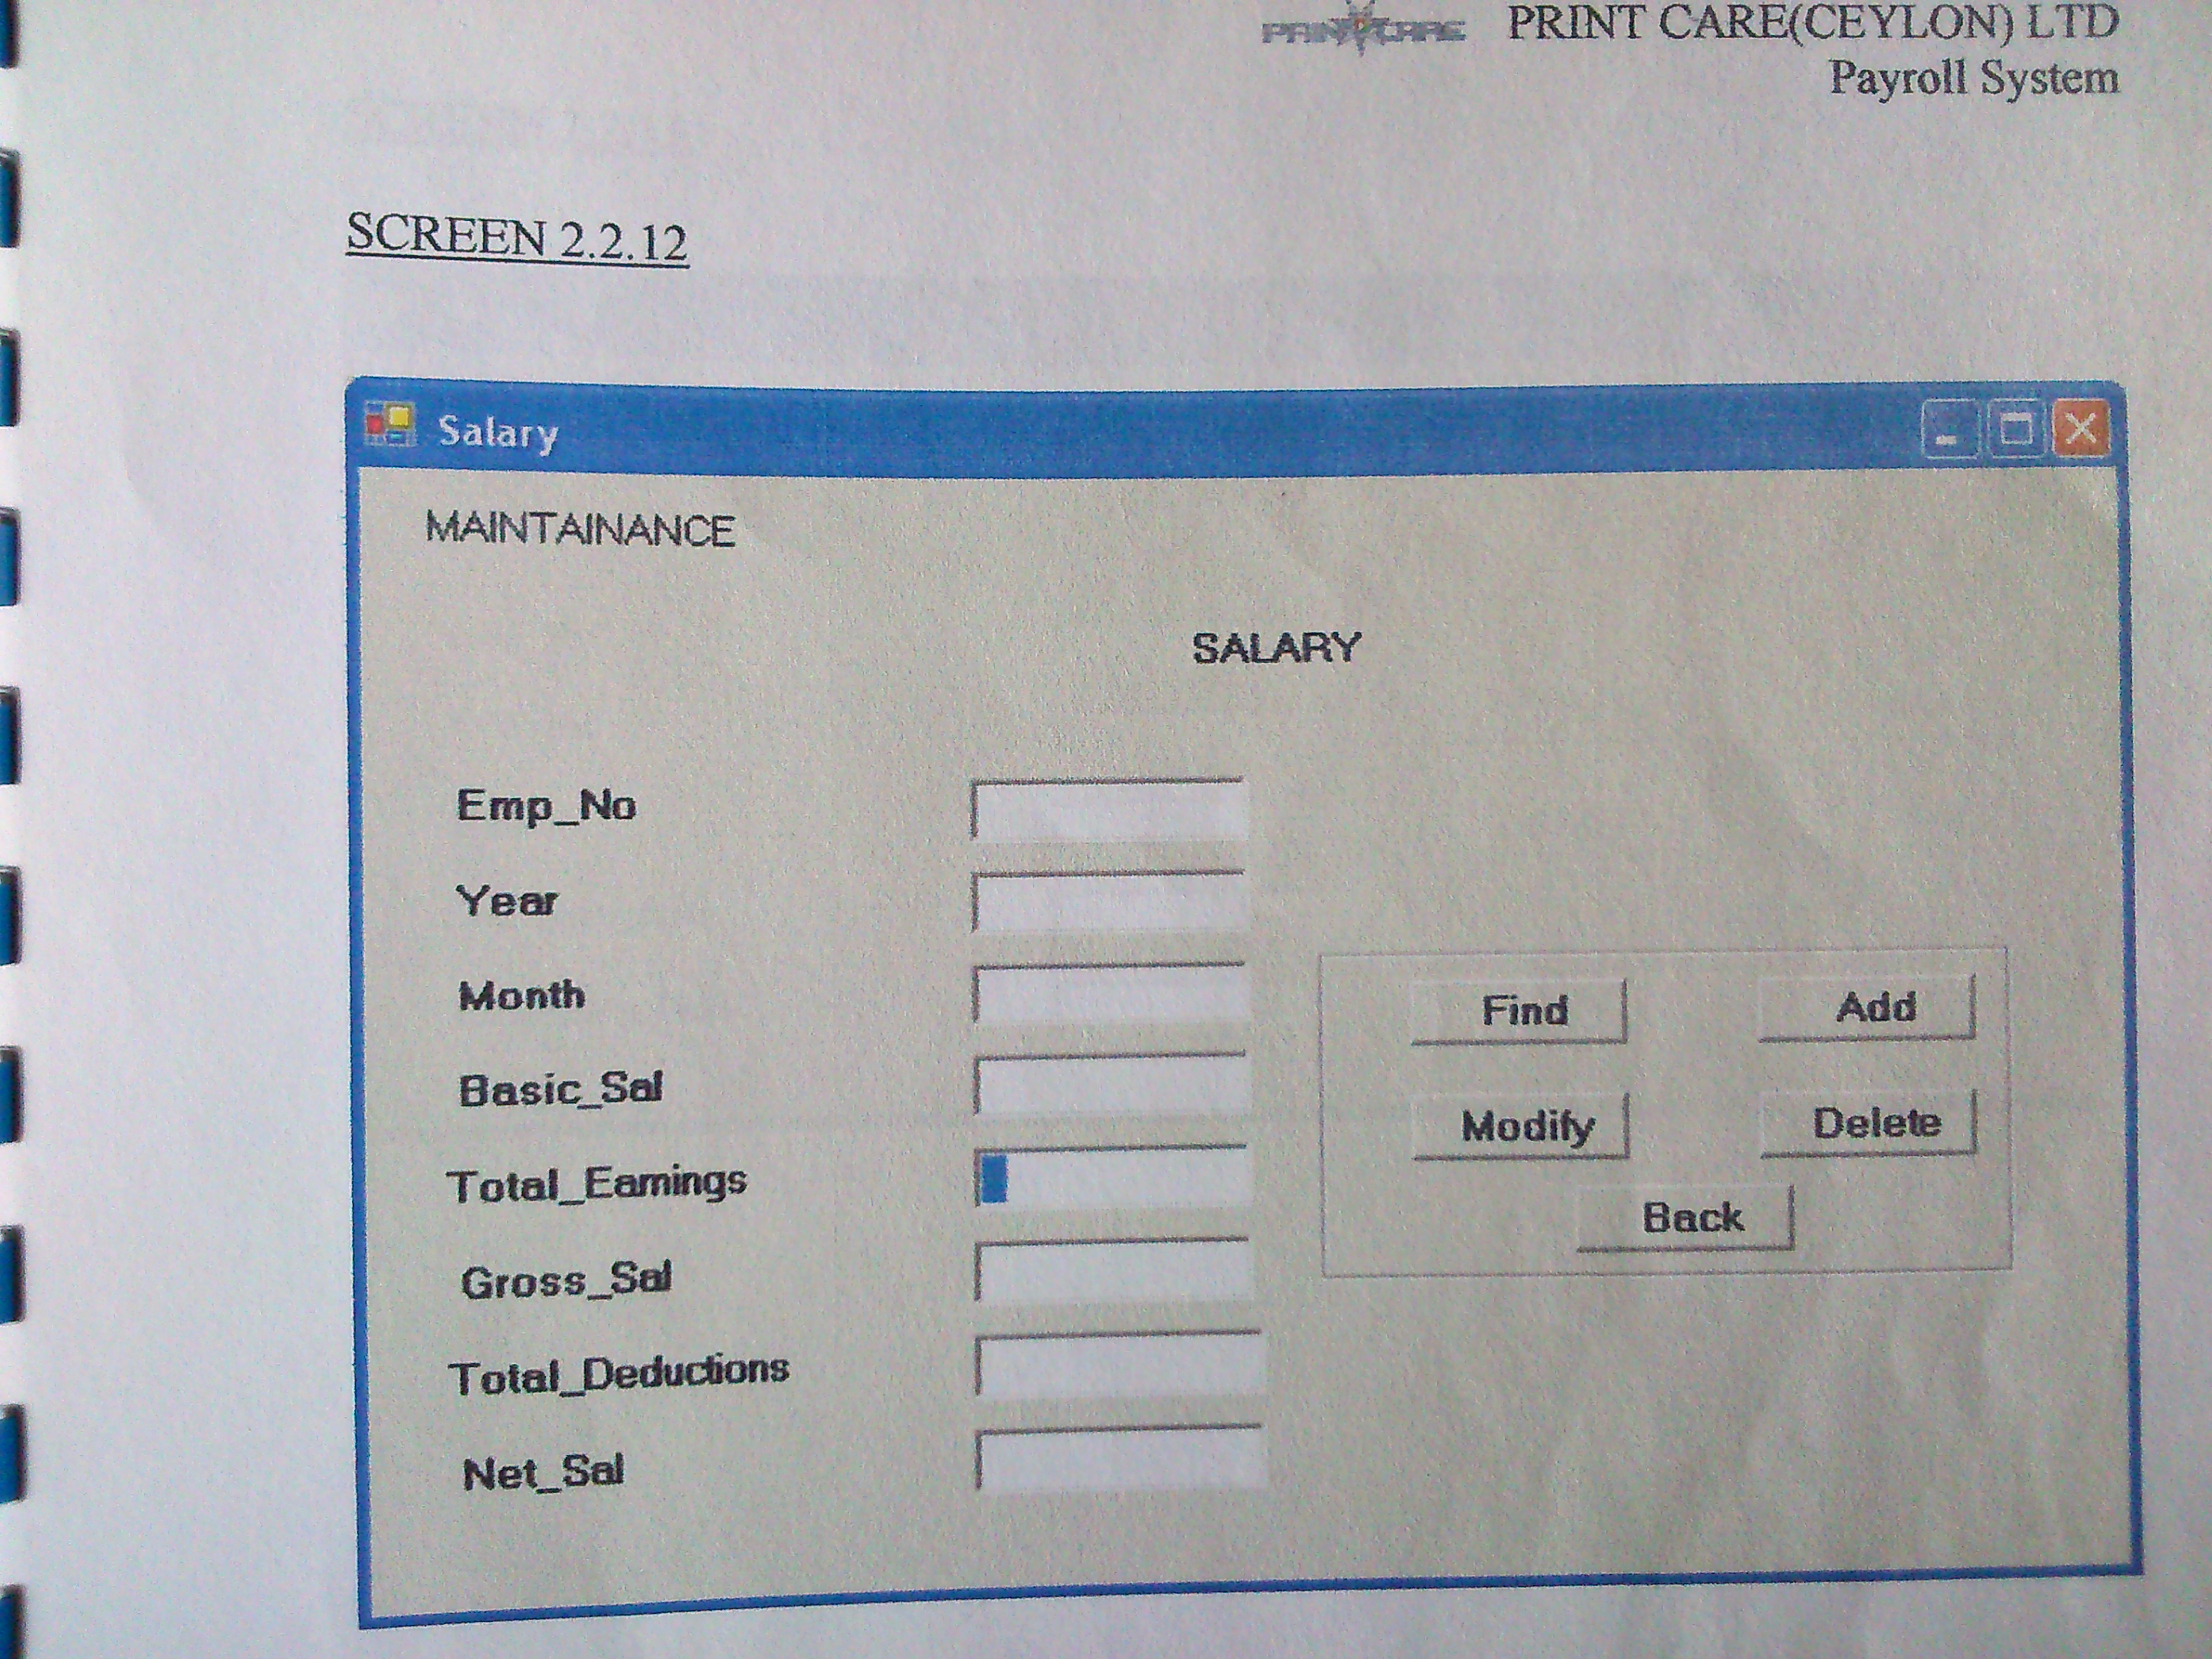 PRINTCARE PRINT CARE(CEYLON) LTD
Payroll System
SCREEN 2.2.12
Salary
MAINTAINANCE
SALARY
Emp_No
Year
Month
Basic_Sal
Total_Earnings
Gross_Sal
Total_Deductions
Net_Sal
Find Add
Modify Delete
Back